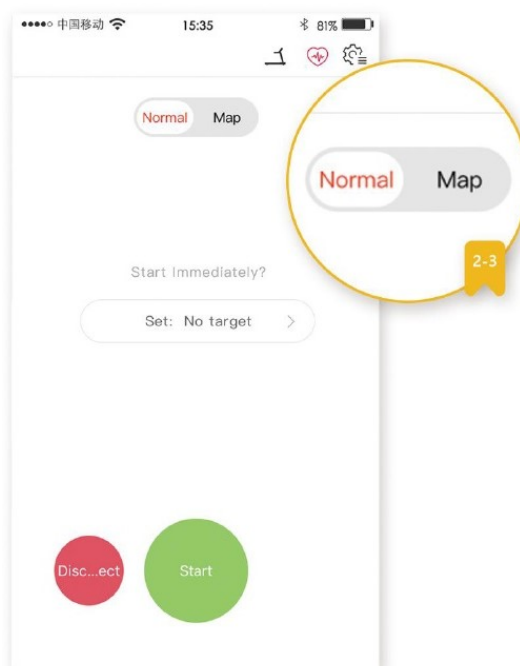 中国移动 15:35 81%
Normal Map
Normal Map
2-3
Start Immediately?
Set: No target
Disc...ect Start